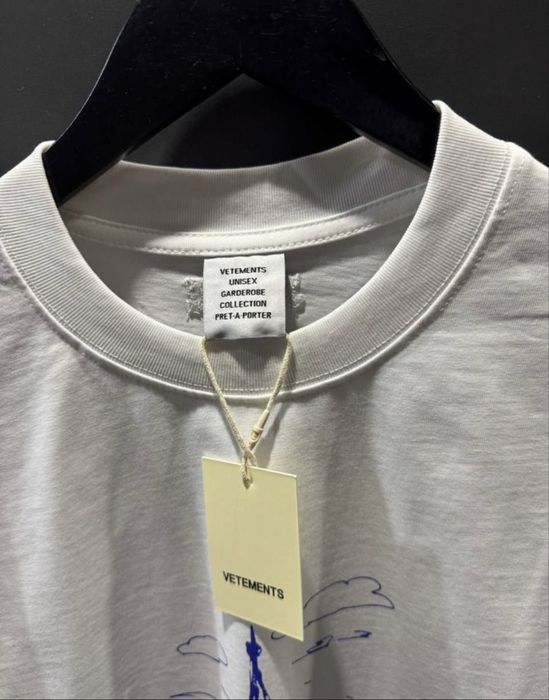 VETEMENTS
UNISEX
GARDEROBE
COLLECTION
PRET-A-PORTER
VETEMENTS